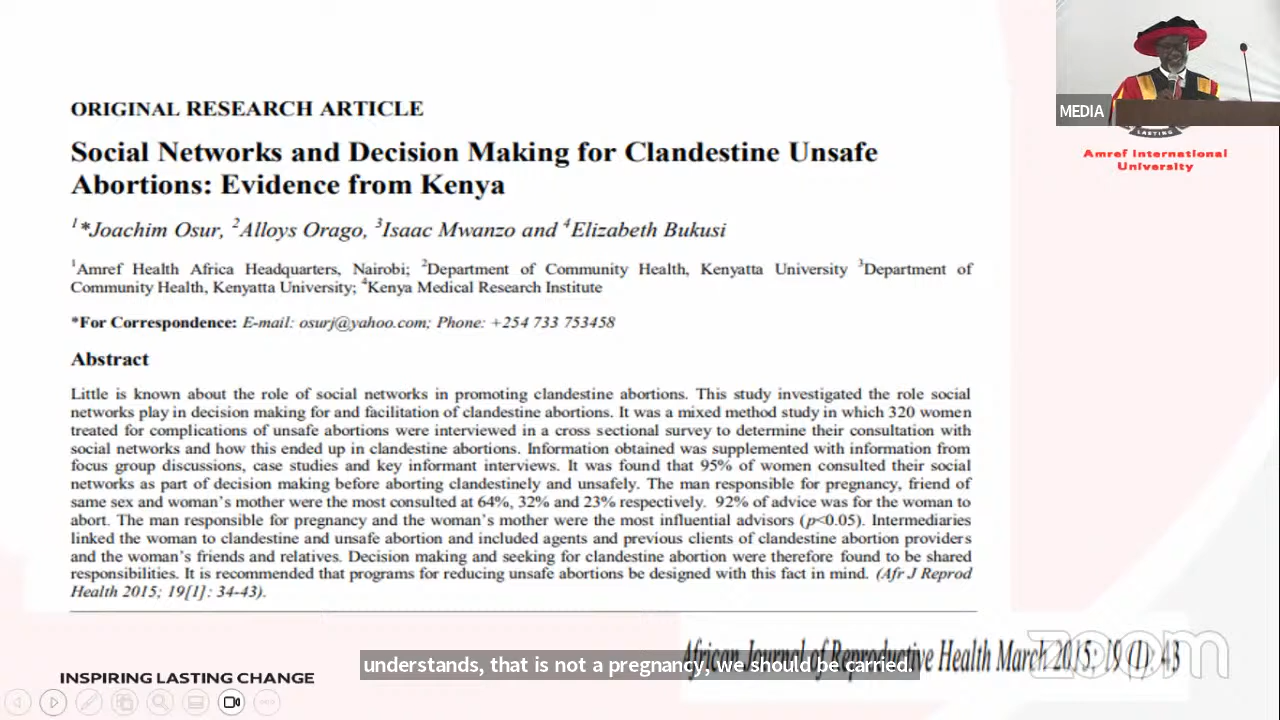 ORIGINAL RESEARCH ARTICLE
Social Networks and Decision Making for Clandestine Unsafe
Abortions: Evidence from Kenya
1*Joachim Osur, 2Alloys Orago, 3Isaac Mwanzo and 4Elizabeth Bukusi
1Amref Health Africa Headquarters, Nairobi; 2Department of Community Health, Kenyatta University 3Department of
Community Health, Kenyatta University; 4Kenya Medical Research Institute
*For Correspondence: E-mail: osurj@yahoo.com; Phone: +254 733 753458
Abstract
Little is known about the role of social networks in promoting clandestine abortions. This study investigated the role social
networks play in decision making for and facilitation of clandestine abortions. It was a mixed method study in which 320 women
treated for complications of unsafe abortions were interviewed in a cross sectional survey to determine their consultation with
social networks and how this ended up in clandestine abortions. Information obtained was supplemented with information from
focus group discussions, case studies and key informant interviews. It was found that 95% of women consulted their social
networks as part of decision making before aborting clandestinely and unsafely. The man responsible for pregnancy, friend of
same sex and woman's mother were the most consulted at 64%, 32% and 23% respectively. 92% of advice was for the woman to
abort. The man responsible for pregnancy and the woman's mother were the most influential advisors (p<0.05). Intermediaries
linked the woman to clandestine and unsafe abortion and included agents and previous clients of clandestine abortion providers
and the woman's friends and relatives. Decision making and seeking for clandestine abortion were therefore found to be shared
responsibilities. It is recommended that programs for reducing unsafe abortions be designed with this fact in mind. (Afr J Reprod
Health 2015; 19[1]: 34-43).
MEDIA
LASTING
Amref International
University
African Journal of Reproductive Health March 2015; 19 (1): 43
zoom
understands, that is not a pregnancy, we should be carried.
INSPIRING LASTING CHANGE